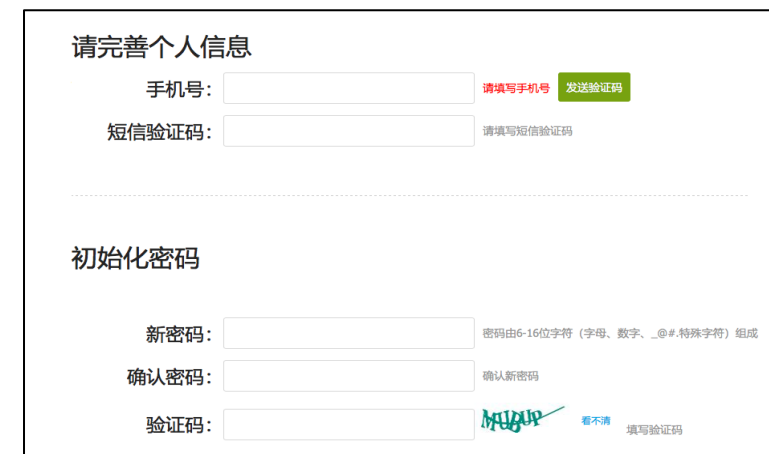 请完善个人信息
手机号： 请填写手机号 发送验证码
短信验证码： 请填写短信验证码
初始化密码
新密码： 密码由6-16位字符（字母、数字、_@#.特殊字符）组成
确认密码： 确认新密码
验证码： 看不清 填写验证码